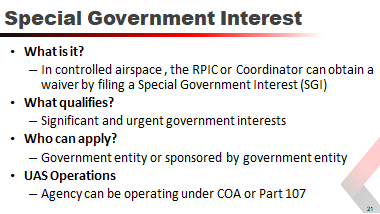 Special Government Interest
• What is it?
– In controlled airspace , the RPIC or Coordinator can obtain a
waiver by filing a Special Government Interest (SGI)
• What qualifies?
– Significant and urgent government interests
• Who can apply?
– Government entity or sponsored by government entity
• UAS Operations
– Agency can be operating under COA or Part 107
21